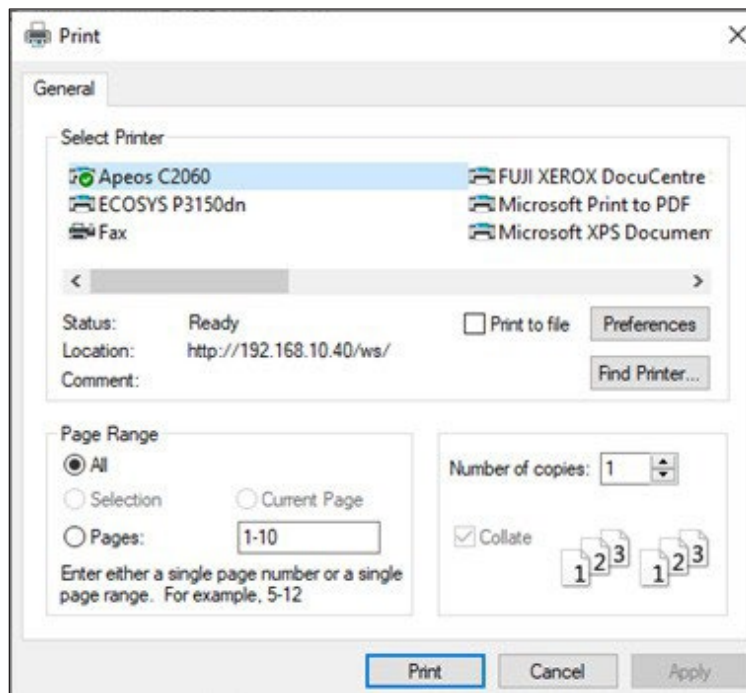 Print
General
Select Printer
Apeos C2060
ECOSYS P3150dn
Fax
FUJI XEROX DocuCentre
Microsoft Print to PDF
Microsoft XPS Documen
Status: Ready
Location: http://192.168.10.40/ws/
Comment:
Print to file
Preferences
Find Printer...
Page Range
All
Selection Current Page
Pages: 1-10
Enter either a single page number or a single
page range. For example, 5-12
Number of copies: 1
Collate
1 2 3 1 2 3
Print Cancel Apply